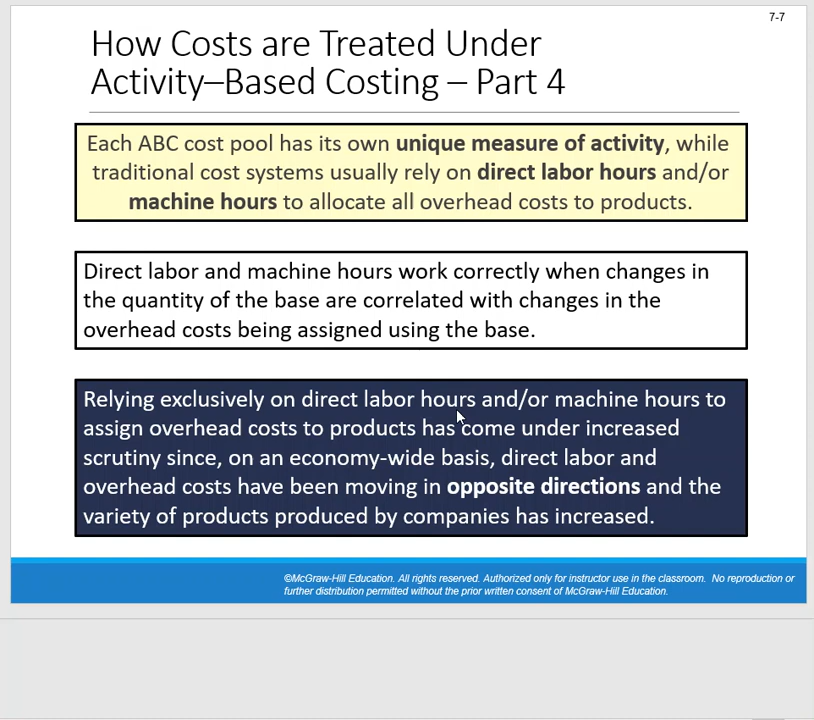 7-7
How Costs are Treated Under
Activity–Based Costing – Part 4
Each ABC cost pool has its own unique measure of activity, while
traditional cost systems usually rely on direct labor hours and/or
machine hours to allocate all overhead costs to products.
Direct labor and machine hours work correctly when changes in
the quantity of the base are correlated with changes in the
overhead costs being assigned using the base.
Relying exclusively on direct labor hours and/or machine hours to
assign overhead costs to products has come under increased
scrutiny since, on an economy-wide basis, direct labor and
overhead costs have been moving in opposite directions and the
variety of products produced by companies has increased.
©McGraw-Hill Education. All rights reserved. Authorized only for instructor use in the classroom. No reproduction or
further distribution permitted without the prior written consent of McGraw-Hill Education.